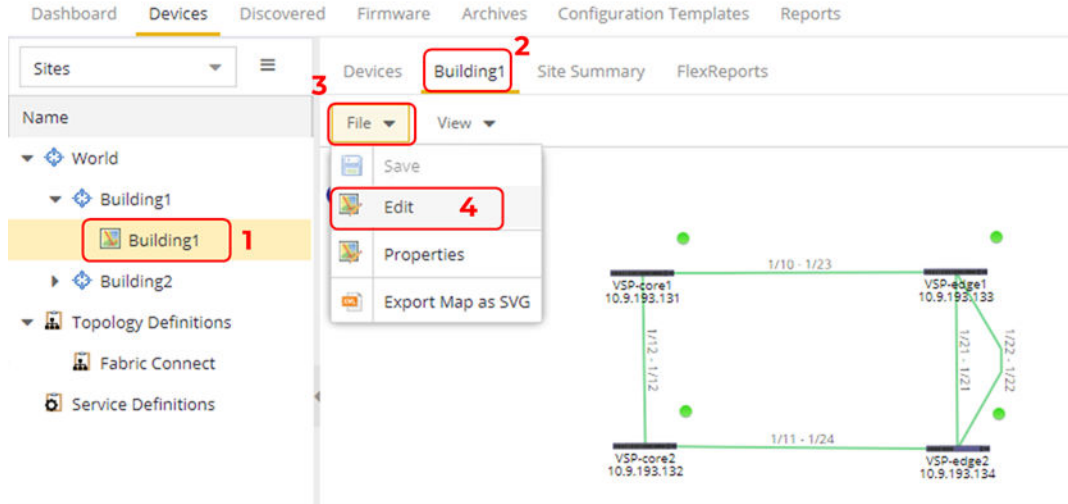 Dashboard Devices Discovered Firmware Archives Configuration Templates Reports
Sites
Name
World
Building1
Building1 1
Building2
Topology Definitions
Fabric Connect
Service Definitions
Devices Building1 2 Site Summary FlexReports
3 File View
Save
Edit 4
Properties
Export Map as SVG
1/10 - 1/23
VSP-core1
10.9.193.131
VSP-edge1
10.9.193.133
1/12 - 1/12
1/21 - 1/21
1/22 - 1/22
1/11 - 1/24
VSP-core2
10.9.193.132
VSP-edge2
10.9.193.134